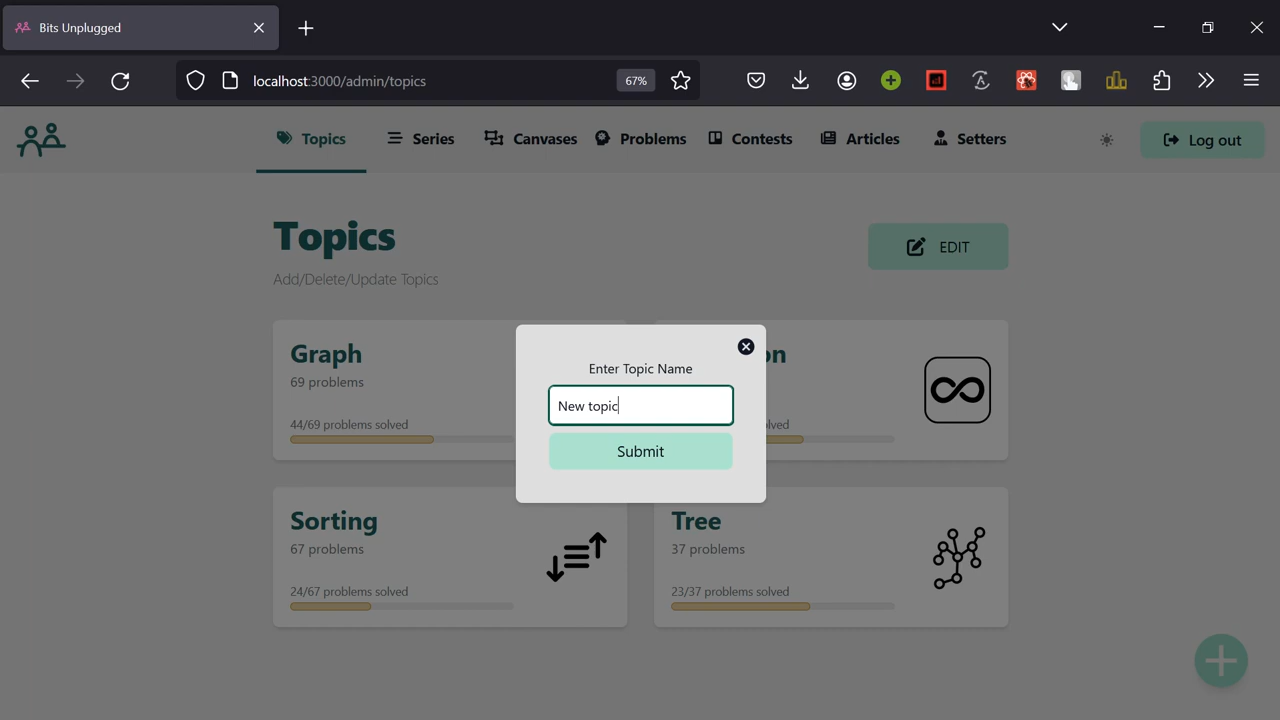 Bits Unplugged
localhost:3000/admin/topics
67%
Topics
Series
Canvases
Problems
Contests
Articles
Setters
Log out
Topics
EDIT
Add/Delete/Update Topics
Graph
69 problems
44/69 problems solved
on
lved
Enter Topic Name
New topic
Submit
Sorting
67 problems
24/67 problems solved
Tree
37 problems
23/37 problems solved